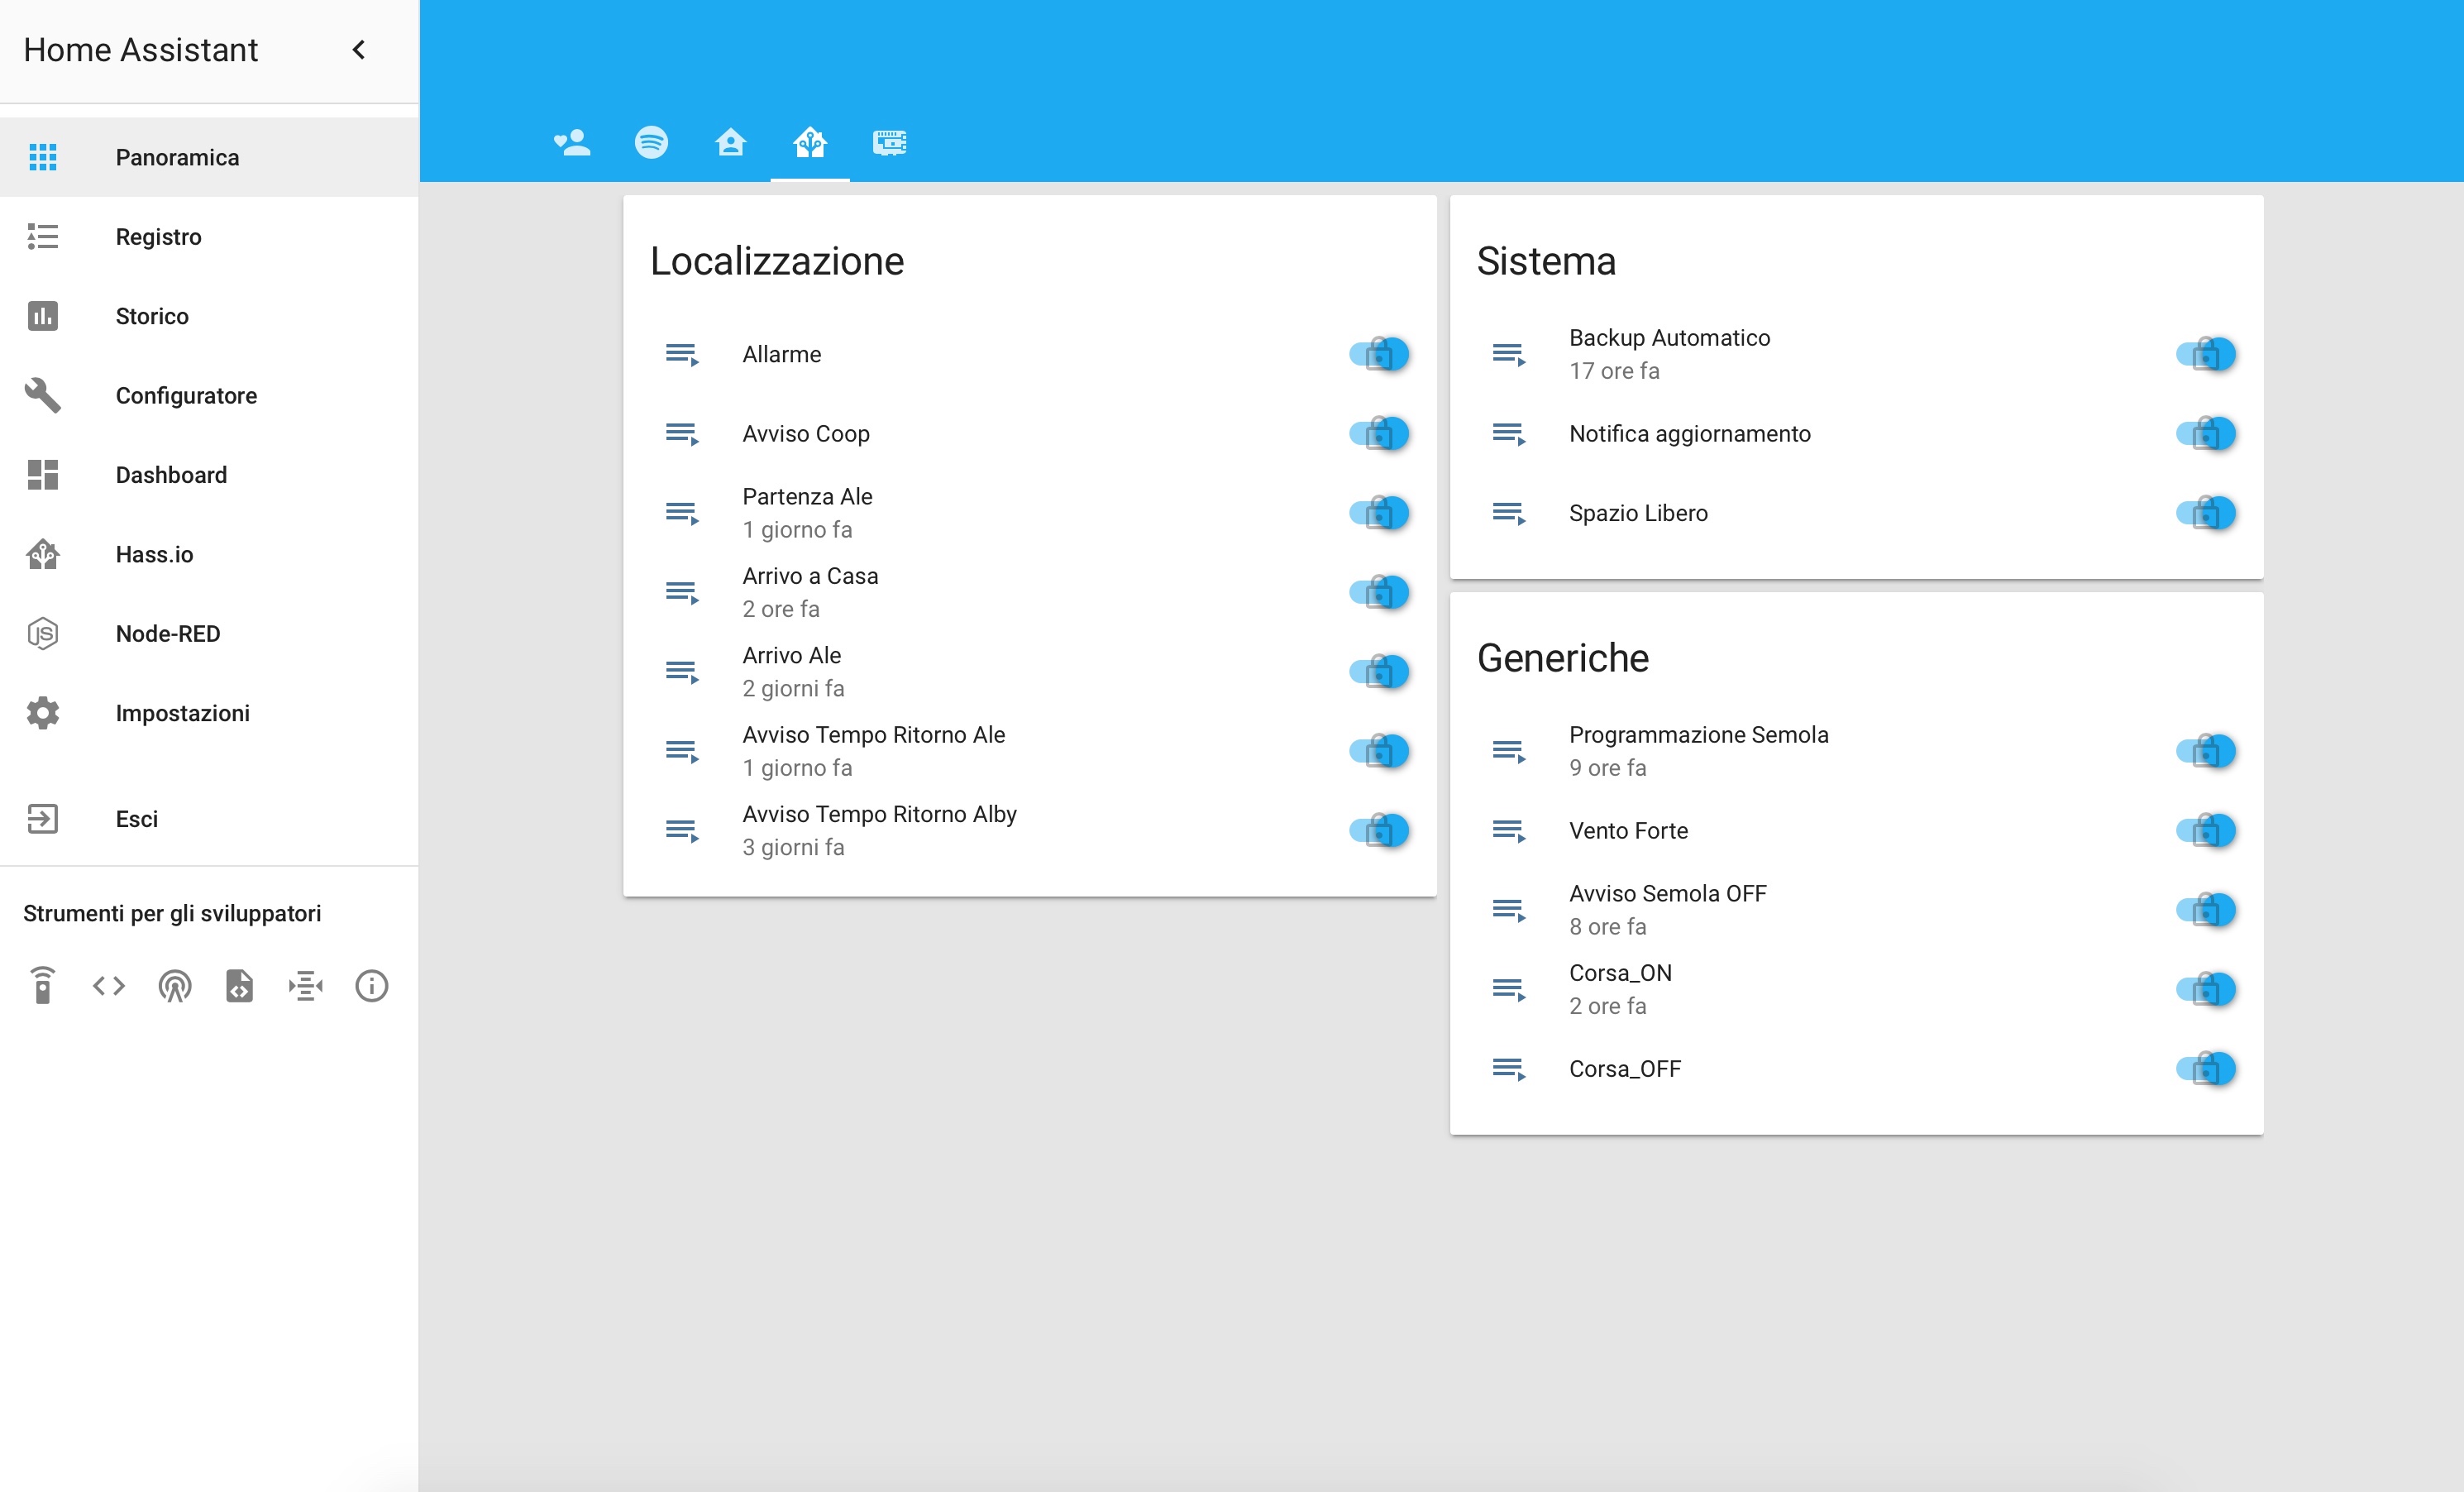 Home Assistant
Panoramica
Registro
Storico
Configuratore
Dashboard
Hass.io
Node-RED
Impostazioni
Esci
Strumenti per gli sviluppatori
Localizzazione
Allarme
Avviso Coop
Partenza Ale
1 giorno fa
Arrivo a Casa
2 ore fa
Arrivo Ale
2 giorni fa
Avviso Tempo Ritorno Ale
1 giorno fa
Avviso Tempo Ritorno Alby
3 giorni fa
Sistema
Backup Automatico
17 ore fa
Notifica aggiornamento
Spazio Libero
Generiche
Programmazione Semola
9 ore fa
Vento Forte
Avviso Semola OFF
8 ore fa
Corsa_ON
2 ore fa
Corsa_OFF